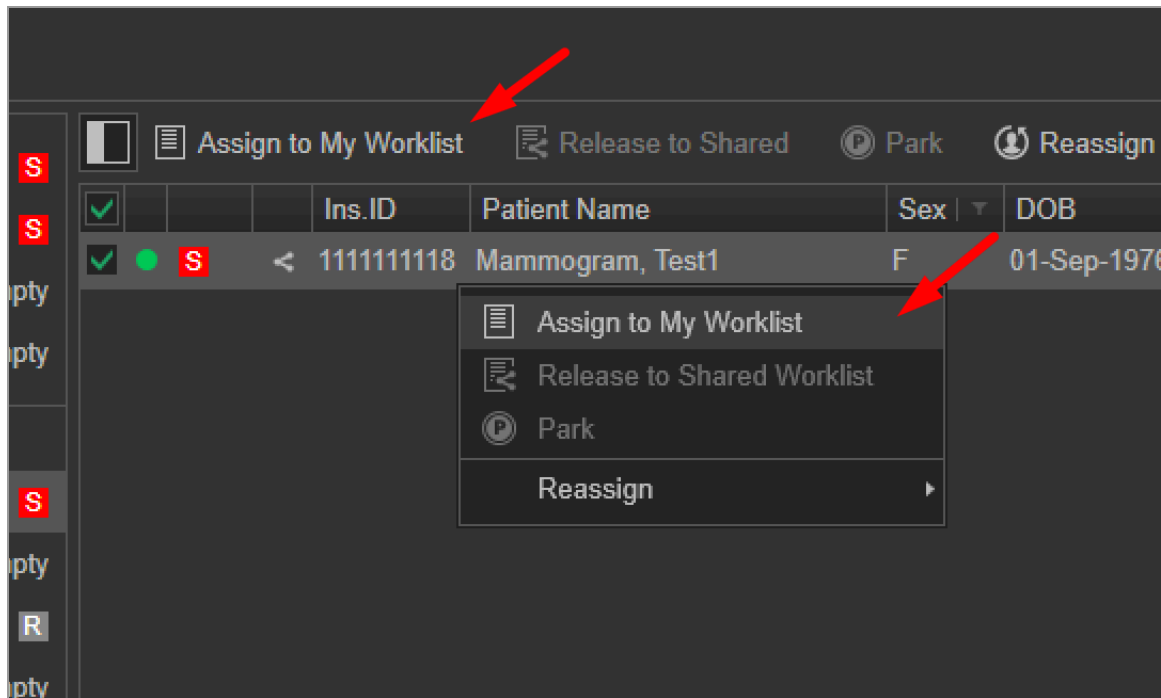 S
S
pty
pty
S
pty
R
pty
Assign to My Worklist Release to Shared Park Reassign
Ins.ID Patient Name Sex DOB
S 1111111118 Mammogram, Test1 F 01-Sep-1976
Assign to My Worklist
Release to Shared Worklist
P Park
Reassign